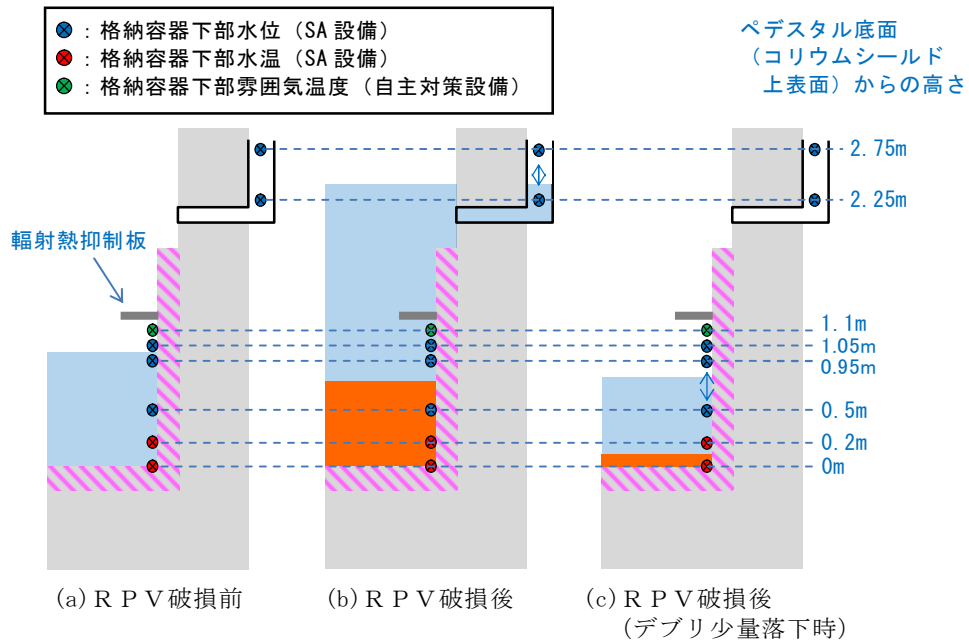 ⊗：格納容器下部水位（SA設備）
⊗：格納容器下部水温（SA設備）
⊗：格納容器下部雰囲気温度（自主対策設備）
ペデスタル底面
（コリウムシールド
上表面）からの高さ
2.75m
2.25m
輻射熱抑制板
1.1m
1.05m
0.95m
0.5m
0.2m
0m
(a)ＲＰＶ破損前
(b)ＲＰＶ破損後
(c)ＲＰＶ破損後
(デブリ少量落下時)